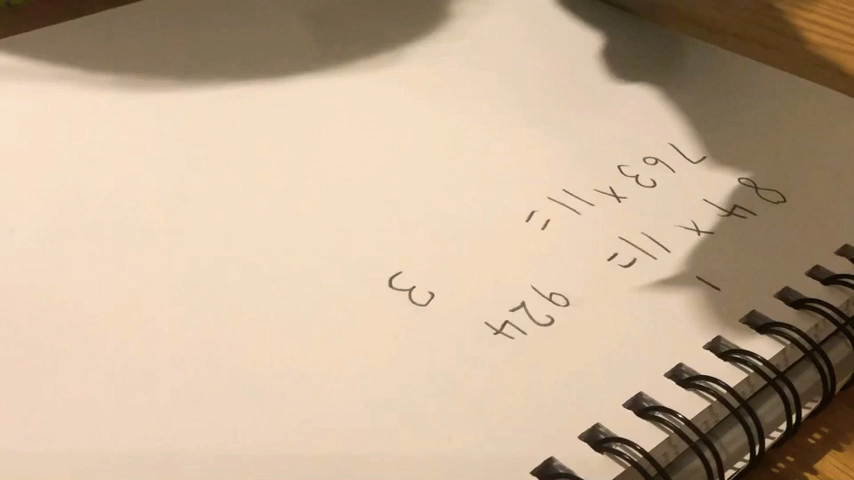 1
84 x 11 = 924
763 x 11 = 3